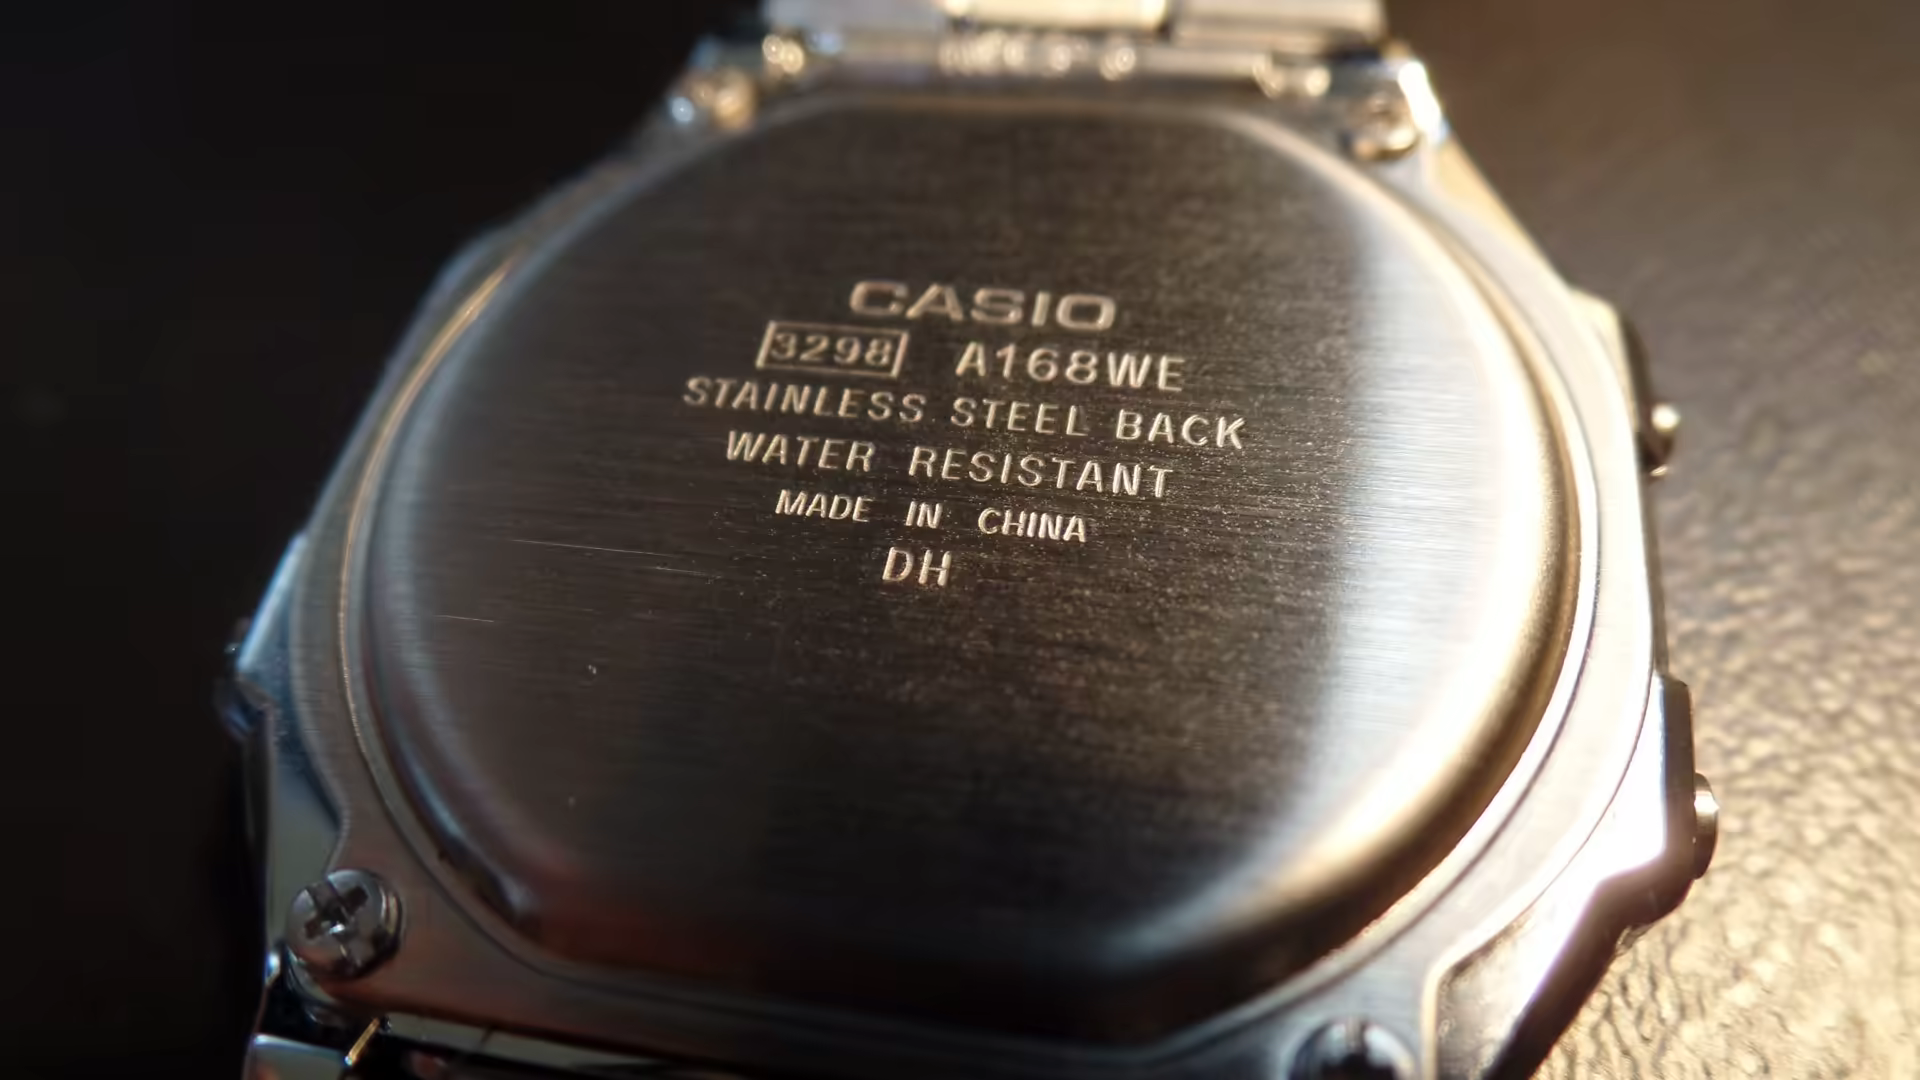 CASIO
3298 A168WE
STAINLESS STEEL BACK
WATER RESISTANT
MADE IN CHINA
DH